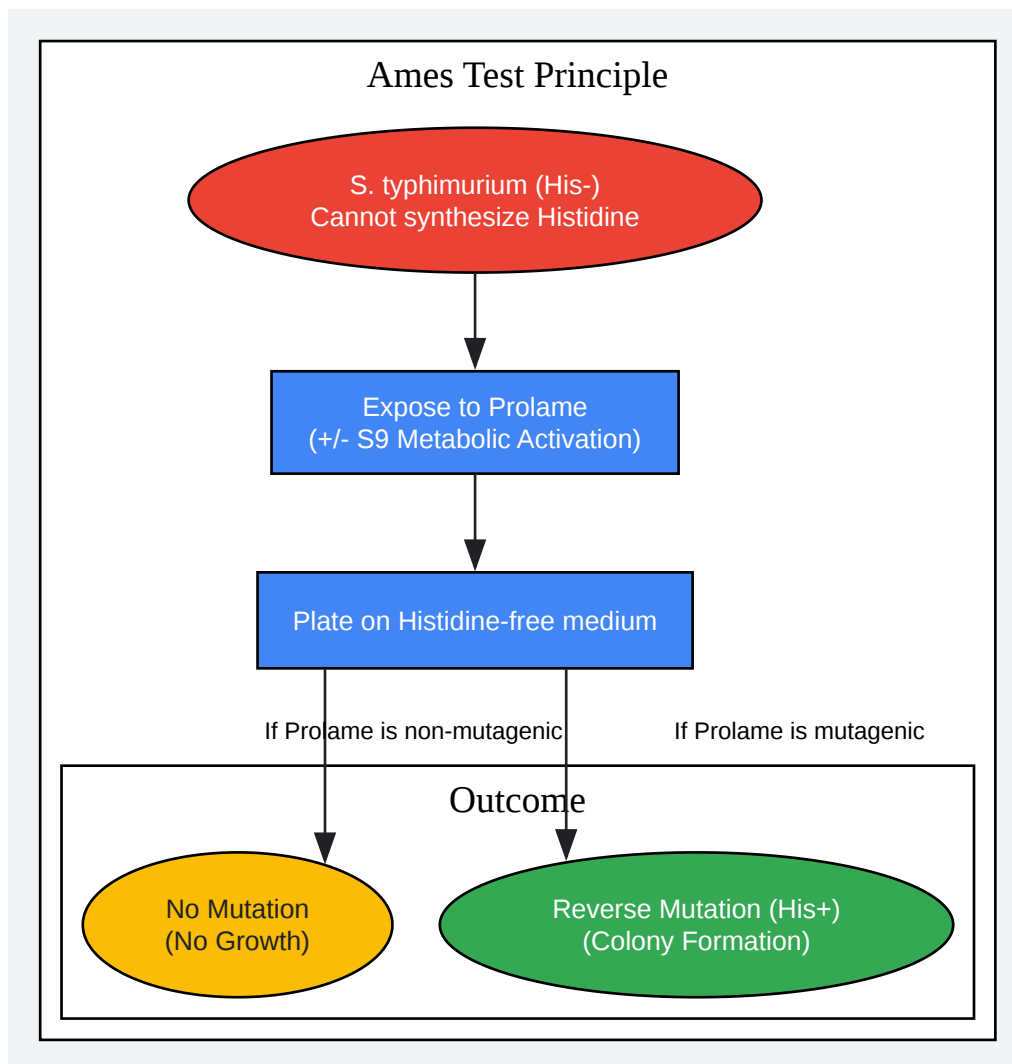 Ames Test Principle
S. typhimurium (His-)
Cannot synthesize Histidine
Expose to Prolame
(+/- S9 Metabolic Activation)
Plate on Histidine-free medium
If Prolame is non-mutagenic
If Prolame is mutagenic
Outcome
No Mutation
(No Growth)
Reverse Mutation (His+)
(Colony Formation)